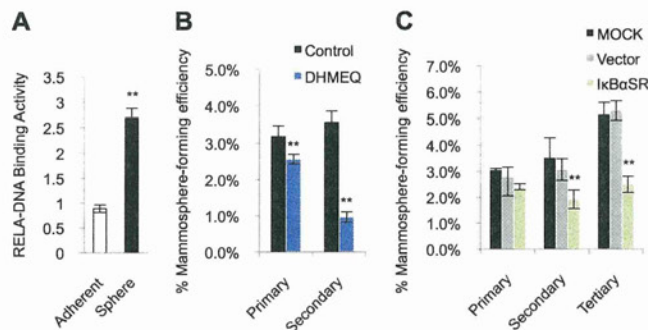 A
RELA-DNA Binding Activity
3.5
3
2.5
2
1.5
1
0.5
0
**
Adherent
Sphere
B
Control
DHMEQ
% Mammosphere-forming efficiency
5.0%
4.0%
3.0%
2.0%
1.0%
0.0%
**
**
Primary
Secondary
C
MOCK
Vector
IκBαSR
% Mammosphere-forming efficiency
7.0%
6.0%
5.0%
4.0%
3.0%
2.0%
1.0%
0.0%
**
**
Primary
Secondary
Tertiary